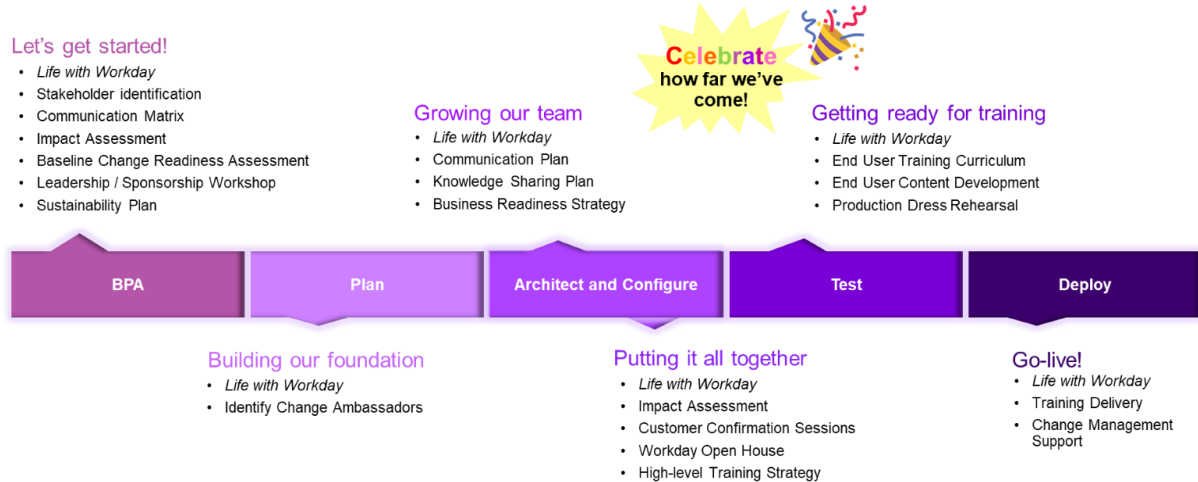 Let's get started!
• Life with Workday
• Stakeholder identification
• Communication Matrix
• Impact Assessment
• Baseline Change Readiness Assessment
• Leadership / Sponsorship Workshop
• Sustainability Plan
Growing our team
• Life with Workday
• Communication Plan
• Knowledge Sharing Plan
• Business Readiness Strategy
Celebrate
how far we've
come!
Getting ready for training
• Life with Workday
• End User Training Curriculum
• End User Content Development
• Production Dress Rehearsal
BPA
Plan
Architect and Configure
Test
Deploy
Building our foundation
• Life with Workday
• Identify Change Ambassadors
Putting it all together
• Life with Workday
• Impact Assessment
• Customer Confirmation Sessions
• Workday Open House
• High-level Training Strategy
Go-live!
• Life with Workday
• Training Delivery
• Change Management
Support